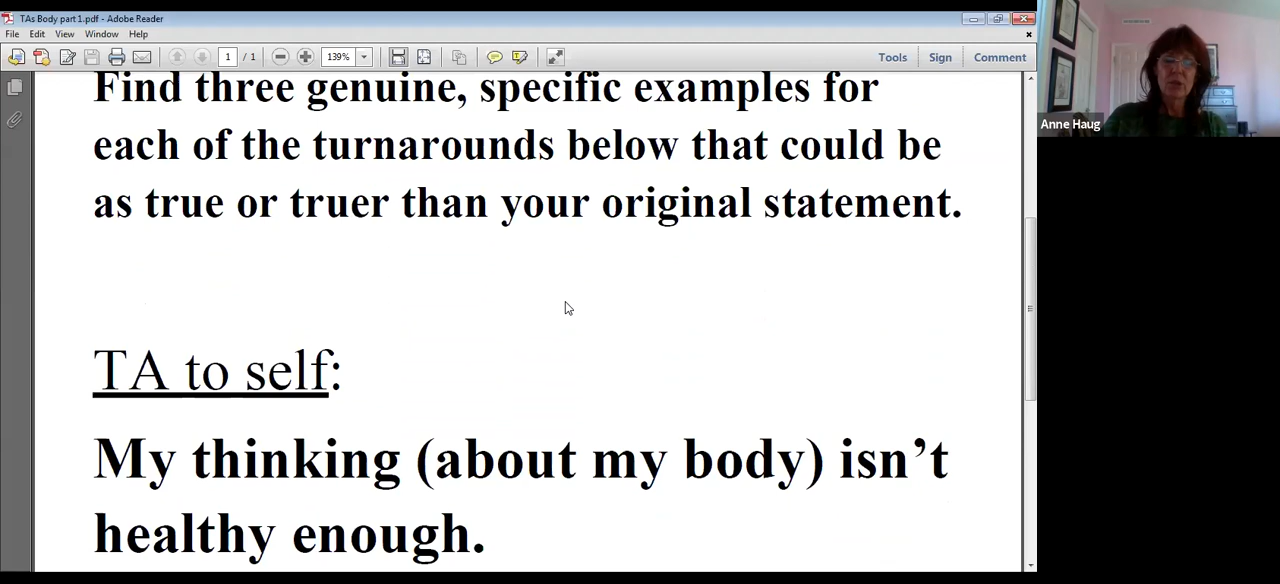 TAs Body part 1.pdf - Adobe Reader
File Edit View Window Help
1 / 1 139% Tools Sign Comment
Find three genuine, specific examples for
each of the turnarounds below that could be
as true or truer than your original statement.
TA to self:
My thinking (about my body) isn’t
healthy enough.
Anne Haug